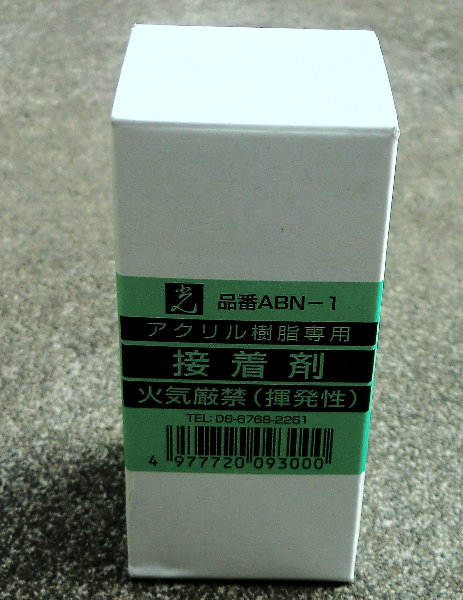 光 品番ABN-1
アクリル樹脂専用
接着剤
火気厳禁(揮発性)
TEL: 06-6768-2261
4 977720 093000